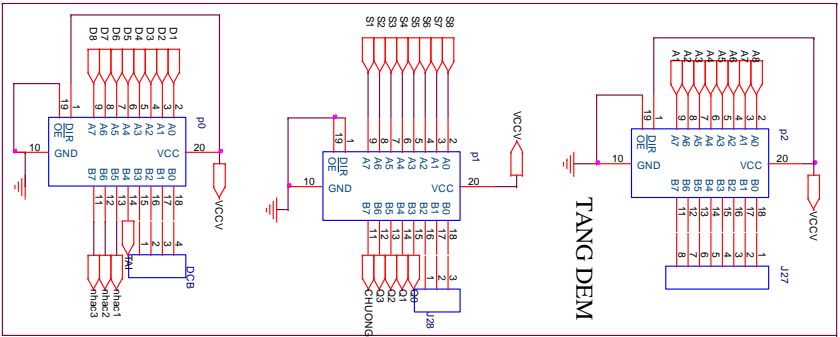 D8
D7
D6
D5
D4
D3
D2
D1
19
1
9
8
7
6
5
4
3
2
OE
DIR
A7
A6
A5
A4
A3
A2
A1
A0
p0
10
GND
VCC
20
VCCV
B7
B6
B5
B4
B3
B2
B1
B0
11
12
13
14
15
16
17
18
1
2
3
4
DCB
TAI
nhac3
nhac2
nhac1
S1
S2
S3
S4
S5
S6
S7
S8
19
1
9
8
7
6
5
4
3
2
OE
DIR
A7
A6
A5
A4
A3
A2
A1
A0
p1
10
GND
VCC
20
VCCV
B7
B6
B5
B4
B3
B2
B1
B0
11
12
13
14
15
16
17
18
1
2
3
J28
CHUONG
Q3
Q2
Q1
Q0
TANG DEM
A1
A2
A3
A4
A5
A6
A7
A8
19
1
9
8
7
6
5
4
3
2
OE
DIR
A7
A6
A5
A4
A3
A2
A1
A0
p2
10
GND
VCC
20
VCCV
B7
B6
B5
B4
B3
B2
B1
B0
11
12
13
14
15
16
17
18
8
7
6
5
4
3
2
1
J27